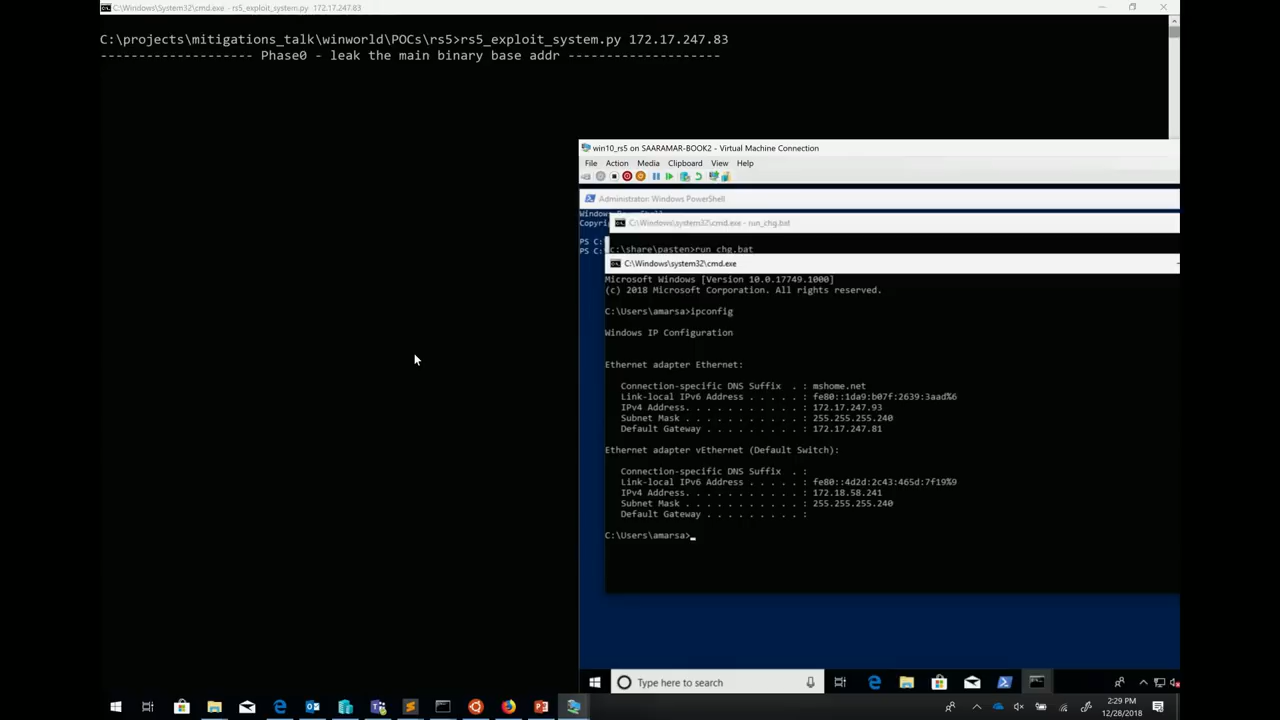 C:\Windows\System32\cmd.exe - rs5_exploit_system.py 172.17.247.83
C:\projects\mitigations_talk\winworld\POCs\rs5>rs5_exploit_system.py 172.17.247.83
------------------- Phase0 - leak the main binary base addr -------------------
win10_rs5 on SAARAMAR-BOOK2 - Virtual Machine Connection
File Action Media Clipboard View Help
Administrator: Windows PowerShell
Windows
Copyri
C:\Windows\system32\cmd.exe - run_chg.bat
PS C:
PS C:
c:\share\pasten>run_chg.bat
C:\Windows\system32\cmd.exe
Microsoft Windows [Version 10.0.17749.1000]
(c) 2018 Microsoft Corporation. All rights reserved.
C:\Users\amarsa>ipconfig
Windows IP Configuration
Ethernet adapter Ethernet:
Connection-specific DNS Suffix . : mshome.net
Link-local IPv6 Address . . . . . : fe80::1da9:b07f:2639:3aad%6
IPv4 Address. . . . . . . . . . . : 172.17.247.93
Subnet Mask . . . . . . . . . . . : 255.255.255.240
Default Gateway . . . . . . . . . : 172.17.247.81
Ethernet adapter vEthernet (Default Switch):
Connection-specific DNS Suffix . :
Link-local IPv6 Address . . . . . : fe80::4d2d:2c43:465d:7f19%9
IPv4 Address. . . . . . . . . . . : 172.18.58.241
Subnet Mask . . . . . . . . . . . : 255.255.255.240
Default Gateway . . . . . . . . . :
C:\Users\amarsa>_
Type here to search
2:29 PM
12/28/2018